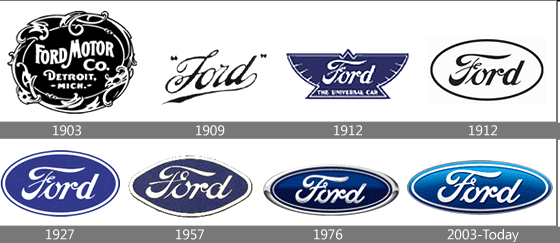 FORD MOTOR
CO.
DETROIT,
- MICH. -
"Ford"
Ford
THE UNIVERSAL CAR
Ford
1903
1909
1912
1912
Ford
Ford
Ford
Ford
1927
1957
1976
2003-Today